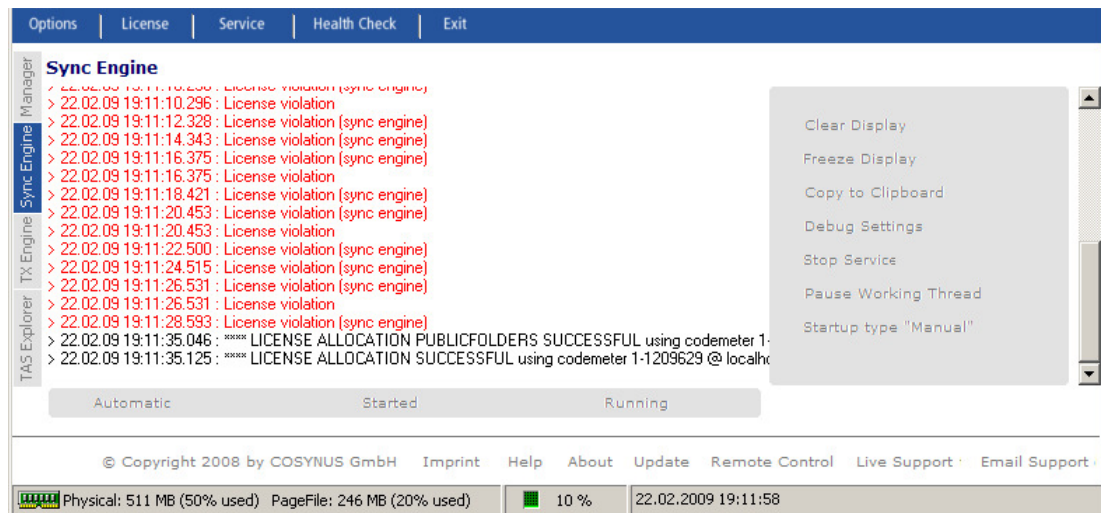 Options License Service Health Check Exit
Manager
Sync Engine
TX Engine
TAS Explorer
Sync Engine
> 22.02.09 19:11:10.296 : License violation
> 22.02.09 19:11:12.328 : License violation (sync engine)
> 22.02.09 19:11:14.343 : License violation (sync engine)
> 22.02.09 19:11:16.375 : License violation (sync engine)
> 22.02.09 19:11:16.375 : License violation
> 22.02.09 19:11:18.421 : License violation (sync engine)
> 22.02.09 19:11:20.453 : License violation (sync engine)
> 22.02.09 19:11:20.453 : License violation
> 22.02.09 19:11:22.500 : License violation (sync engine)
> 22.02.09 19:11:24.515 : License violation (sync engine)
> 22.02.09 19:11:26.531 : License violation (sync engine)
> 22.02.09 19:11:26.531 : License violation
> 22.02.09 19:11:28.593 : License violation (sync engine)
> 22.02.09 19:11:35.046 : **** LICENSE ALLOCATION PUBLICFOLDERS SUCCESSFUL using codemeter 1-
> 22.02.09 19:11:35.125 : **** LICENSE ALLOCATION SUCCESSFUL using codemeter 1-1209629 @ localho
Clear Display
Freeze Display
Copy to Clipboard
Debug Settings
Stop Service
Pause Working Thread
Startup type "Manual"
Automatic Started Running
© Copyright 2008 by COSYNUS GmbH Imprint Help About Update Remote Control Live Support Email Support
Physical: 511 MB (50% used) PageFile: 246 MB (20% used) 10 % 22.02.2009 19:11:58